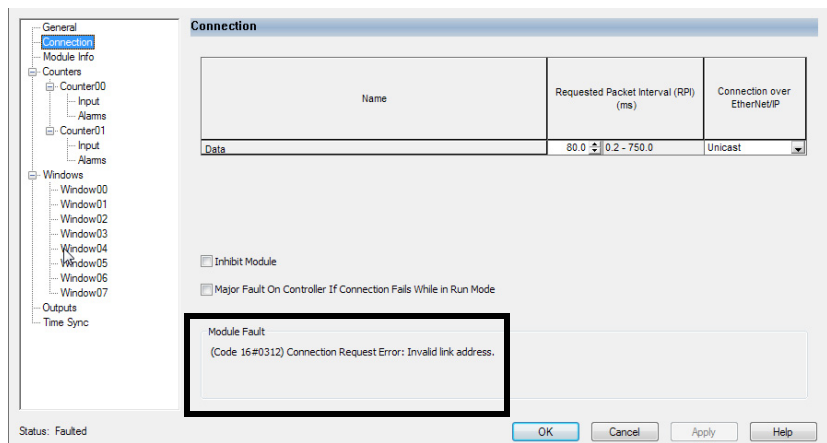 General
Connection
Module Info
Counters
Counter00
Input
Alarms
Counter01
Input
Alarms
Windows
Window00
Window01
Window02
Window03
Window04
Window05
Window06
Window07
Outputs
Time Sync
Connection
Name
Requested Packet Interval (RPI)
(ms)
Connection over
EtherNet/IP
Data
80.0
0.2 - 750.0
Unicast
Inhibit Module
Major Fault On Controller If Connection Fails While in Run Mode
Module Fault
(Code 16#0312) Connection Request Error: Invalid link address.
Status: Faulted
OK
Cancel
Apply
Help